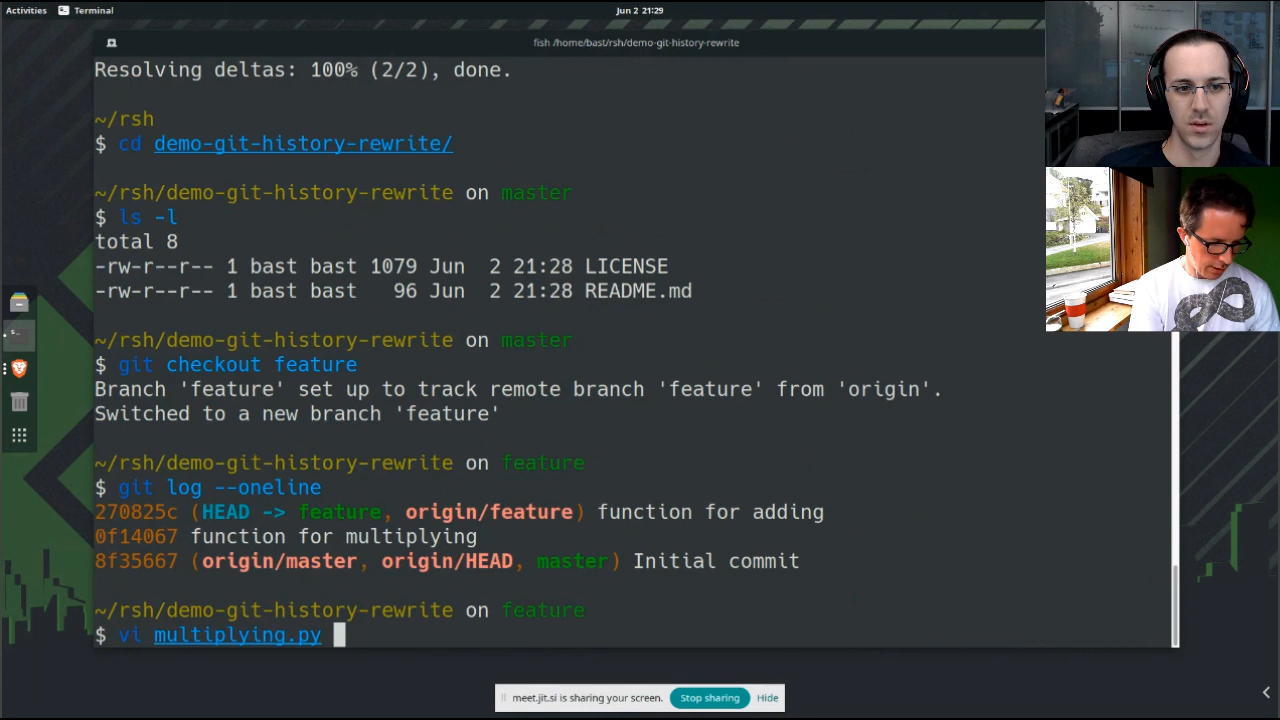 Activities
Terminal
Jun 2 21:29
fish /home/bast/rsh/demo-git-history-rewrite
Resolving deltas: 100% (2/2), done.
~/rsh
$ cd demo-git-history-rewrite/
~/rsh/demo-git-history-rewrite on master
$ ls -l
total 8
-rw-r--r-- 1 bast bast 1079 Jun  2 21:28 LICENSE
-rw-r--r-- 1 bast bast   96 Jun  2 21:28 README.md
~/rsh/demo-git-history-rewrite on master
$ git checkout feature
Branch 'feature' set up to track remote branch 'feature' from 'origin'.
Switched to a new branch 'feature'
~/rsh/demo-git-history-rewrite on feature
$ git log --oneline
270825c (HEAD -> feature, origin/feature) function for adding
0f14067 function for multiplying
8f35667 (origin/master, origin/HEAD, master) Initial commit
~/rsh/demo-git-history-rewrite on feature
$ vi multiplying.py
meet.jit.si is sharing your screen.
Stop sharing
Hide